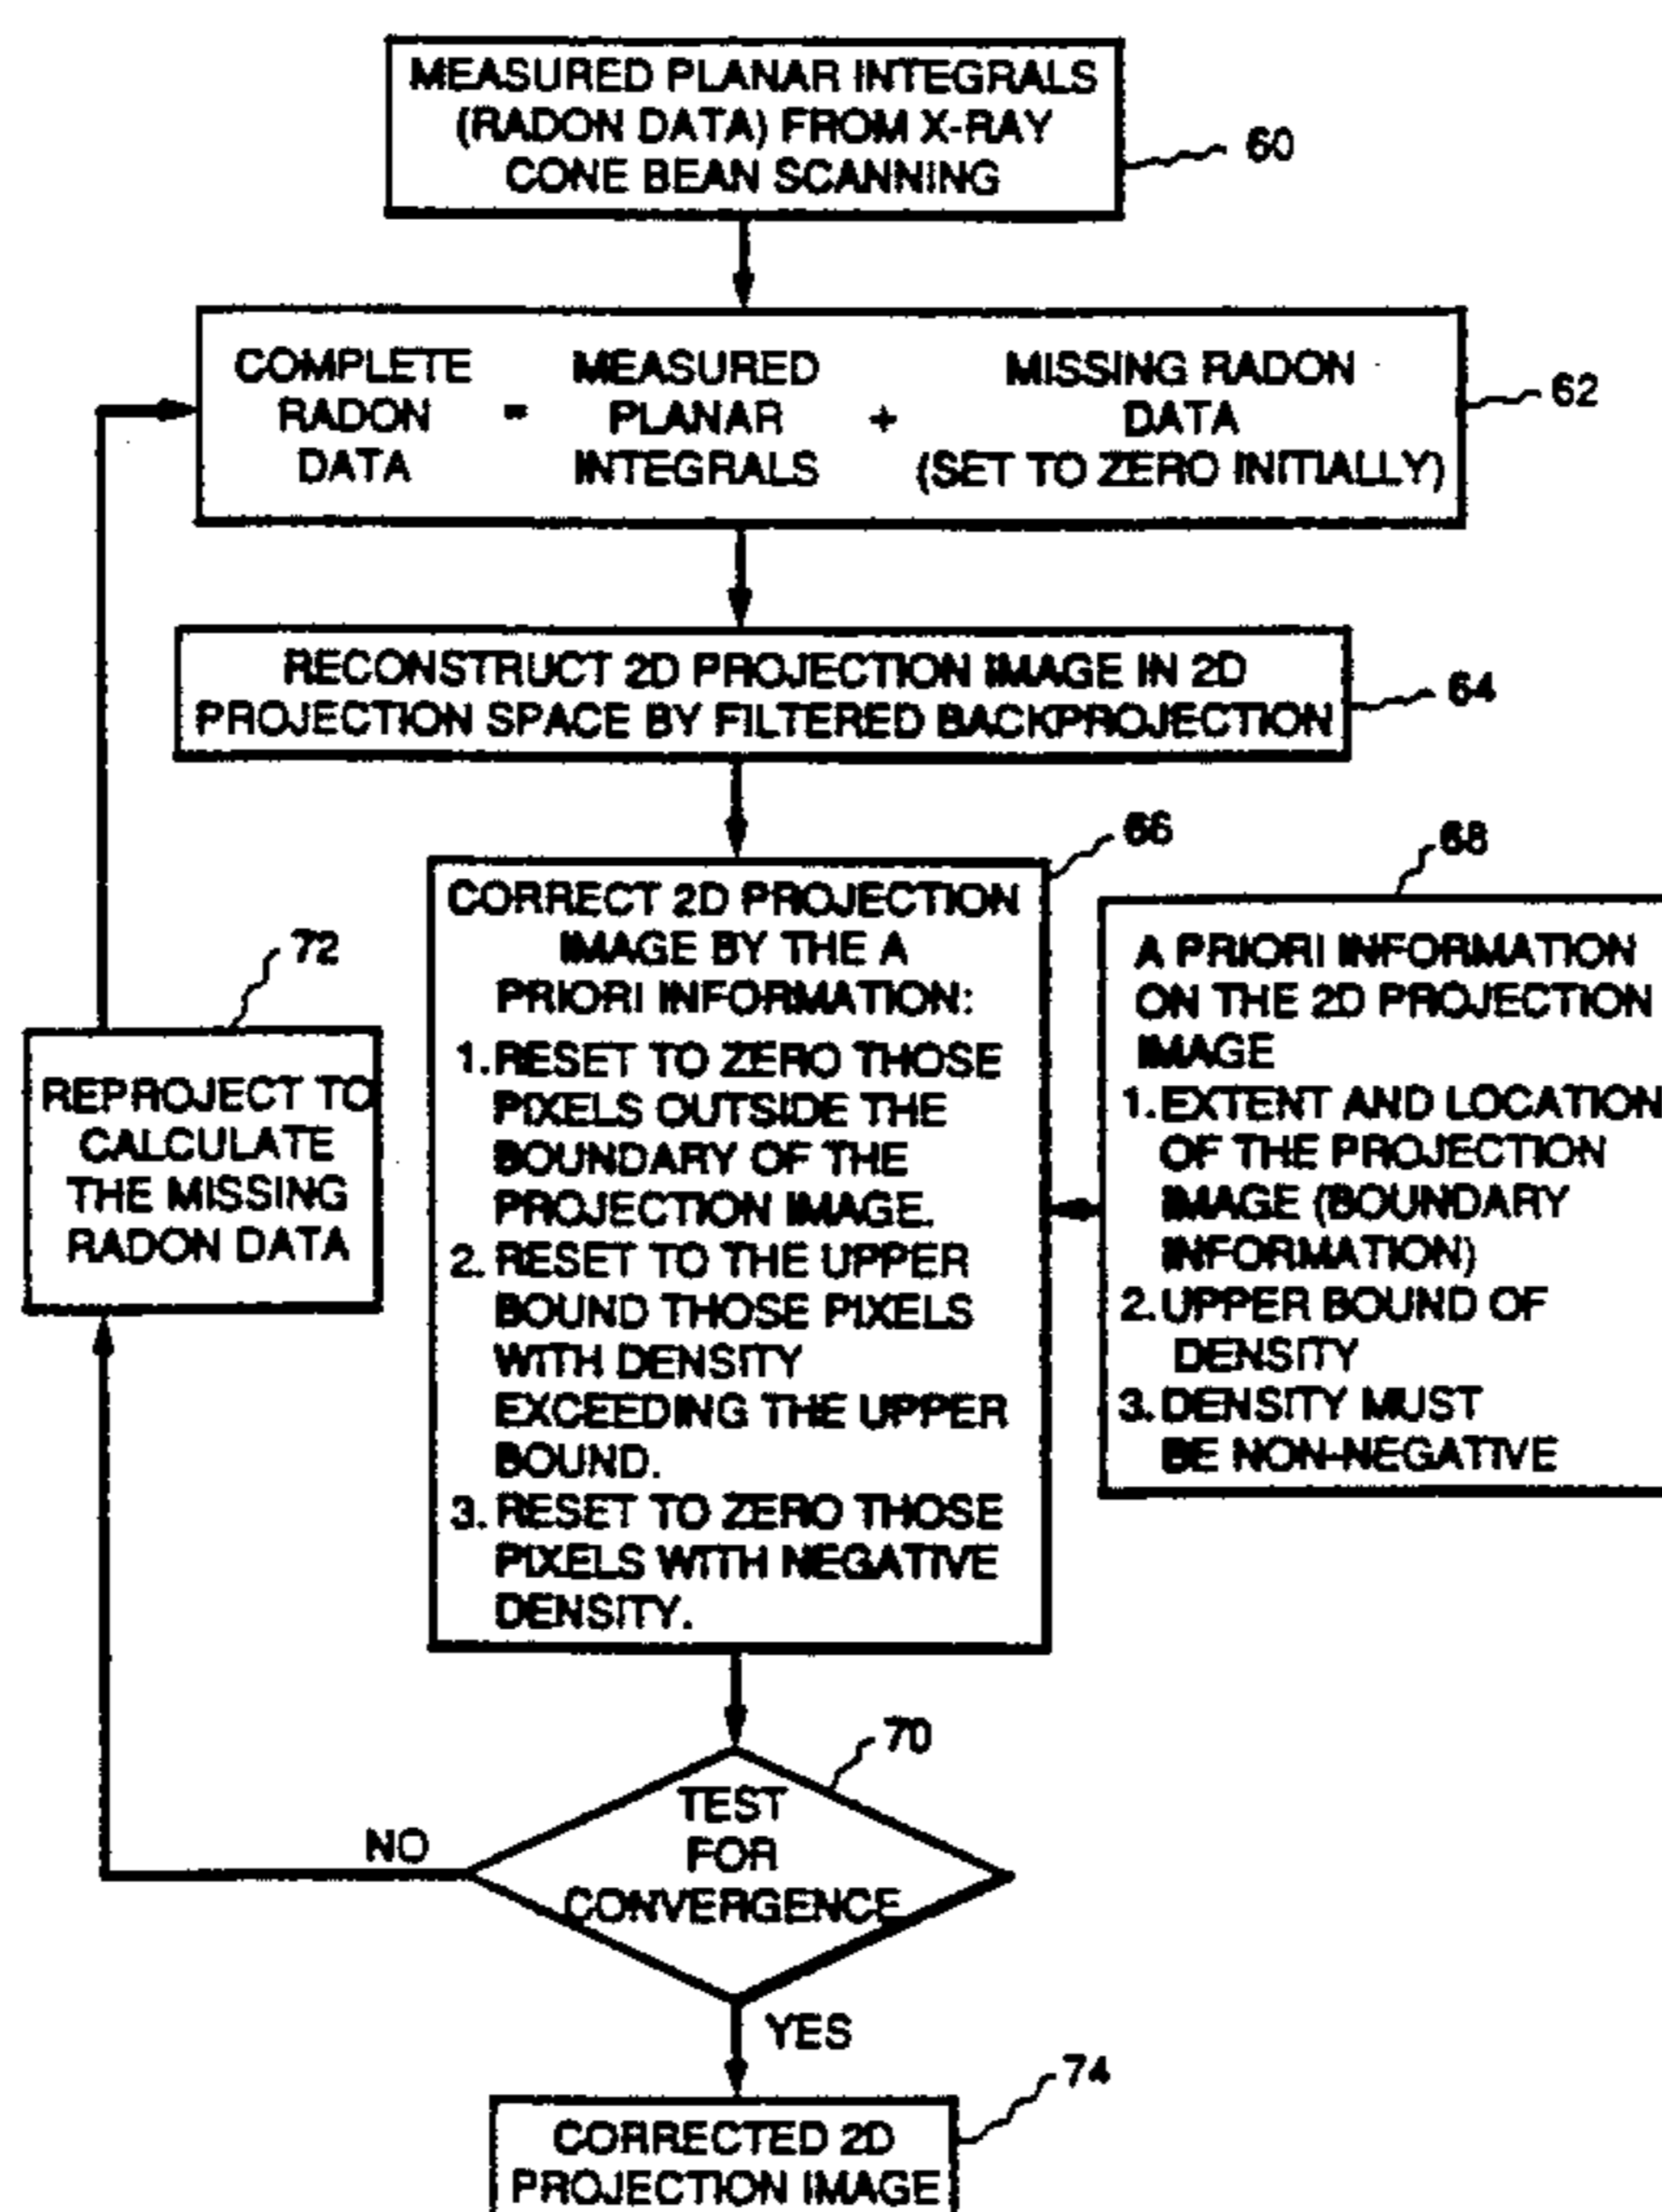 MEASURED PLANAR INTEGRALS
(RADON DATA) FROM X-RAY
CONE BEAN SCANNING
60
COMPLETE
RADON
DATA
=
MEASURED
PLANAR
INTEGRALS
+
MISSING RADON
DATA
(SET TO ZERO INITIALLY)
62
RECONSTRUCT 2D PROJECTION IMAGE IN 2D
PROJECTION SPACE BY FILTERED BACKPROJECTION
64
66
CORRECT 2D PROJECTION
IMAGE BY THE A
PRIORI INFORMATION:
1. RESET TO ZERO THOSE
PIXELS OUTSIDE THE
BOUNDARY OF THE
PROJECTION IMAGE.
2. RESET TO THE UPPER
BOUND THOSE PIXELS
WITH DENSITY
EXCEEDING THE UPPER
BOUND.
3. RESET TO ZERO THOSE
PIXELS WITH NEGATIVE
DENSITY.
68
A PRIORI INFORMATION
ON THE 2D PROJECTION
IMAGE
1. EXTENT AND LOCATION
OF THE PROJECTION
IMAGE (BOUNDARY
INFORMATION)
2. UPPER BOUND OF
DENSITY
3. DENSITY MUST
BE NON-NEGATIVE
72
REPROJECT TO
CALCULATE
THE MISSING
RADON DATA
70
TEST
FOR
CONVERGENCE
NO
YES
74
CORRECTED 2D
PROJECTION IMAGE